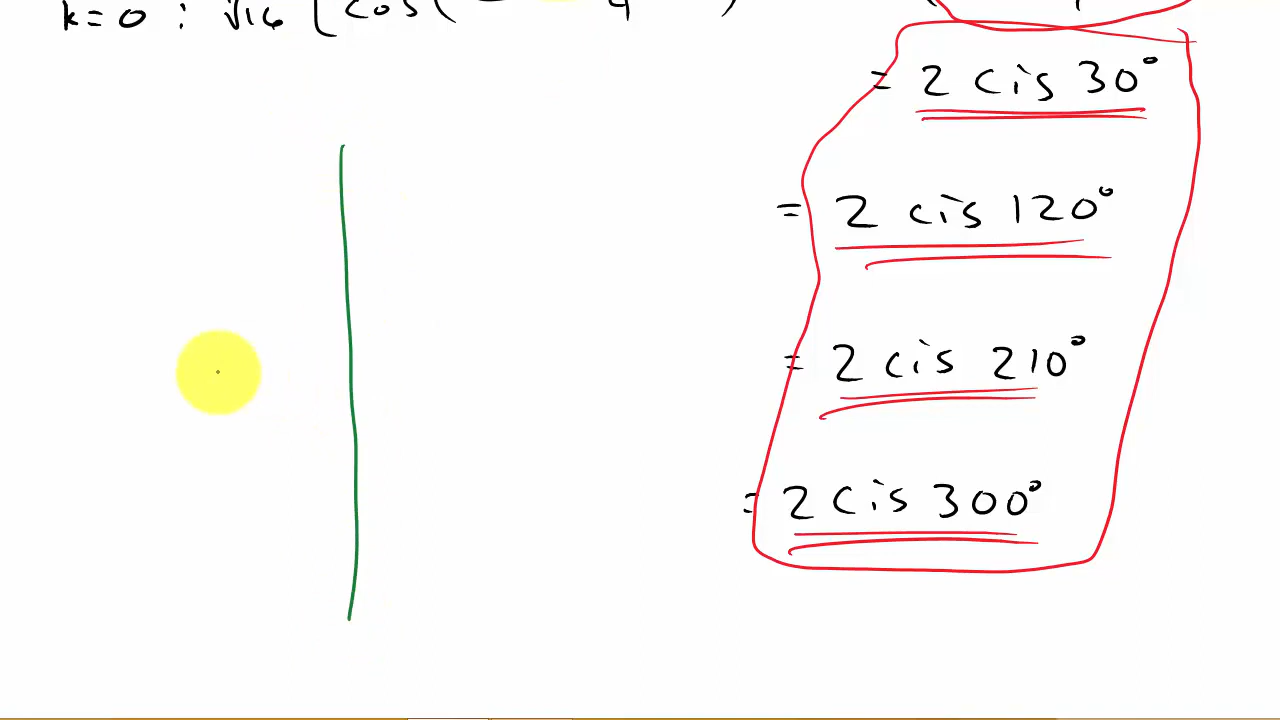 k = 0 : ∜16 [ cos (
= 2 cis 30°
= 2 cis 120°
= 2 cis 210°
= 2 cis 300°